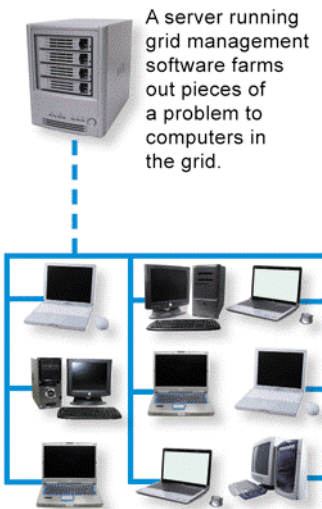 A server running
grid management
software farms
out pieces of
a problem to
computers in
the grid.